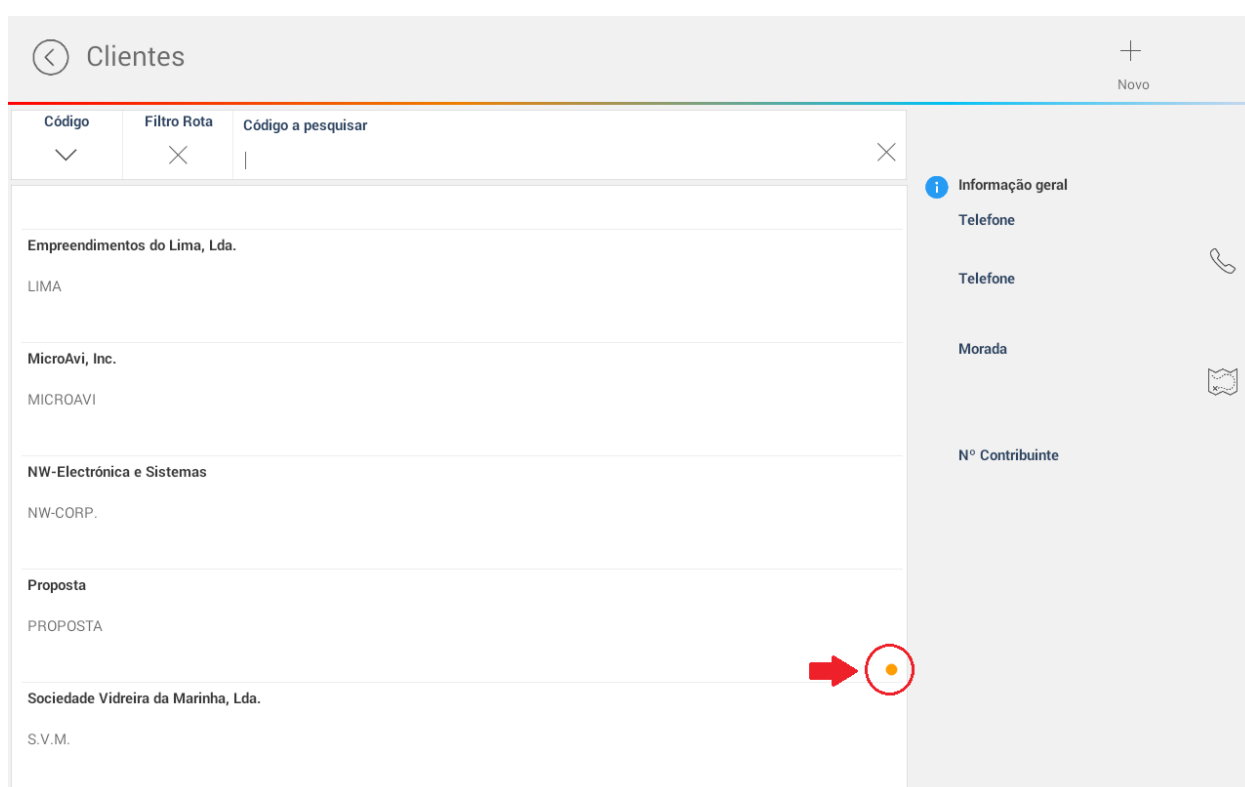 Clientes
Novo
Código
Filtro Rota
Código a pesquisar
Informação geral
Telefone
Telefone
Morada
Nº Contribuinte
Empreendimentos do Lima, Lda.
LIMA
MicroAvi, Inc.
MICROAVI
NW-Electrónica e Sistemas
NW-CORP.
Proposta
PROPOSTA
Sociedade Vidreira da Marinha, Lda.
S.V.M.